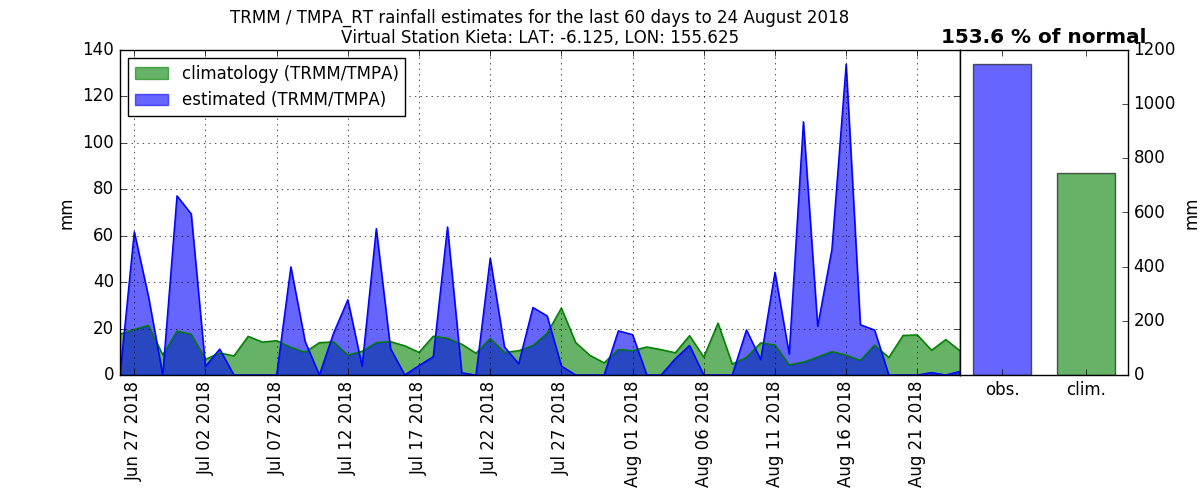 TRMM / TMPA_RT rainfall estimates for the last 60 days to 24 August 2018
Virtual Station Kieta: LAT: -6.125, LON: 155.625
153.6 % of normal
climatology (TRMM/TMPA)
estimated (TRMM/TMPA)
140
120
100
80
60
40
20
0
mm
Jun 27 2018
Jul 02 2018
Jul 07 2018
Jul 12 2018
Jul 17 2018
Jul 22 2018
Jul 27 2018
Aug 01 2018
Aug 06 2018
Aug 11 2018
Aug 16 2018
Aug 21 2018
obs.
clim.
1200
1000
800
600
400
200
0
mm